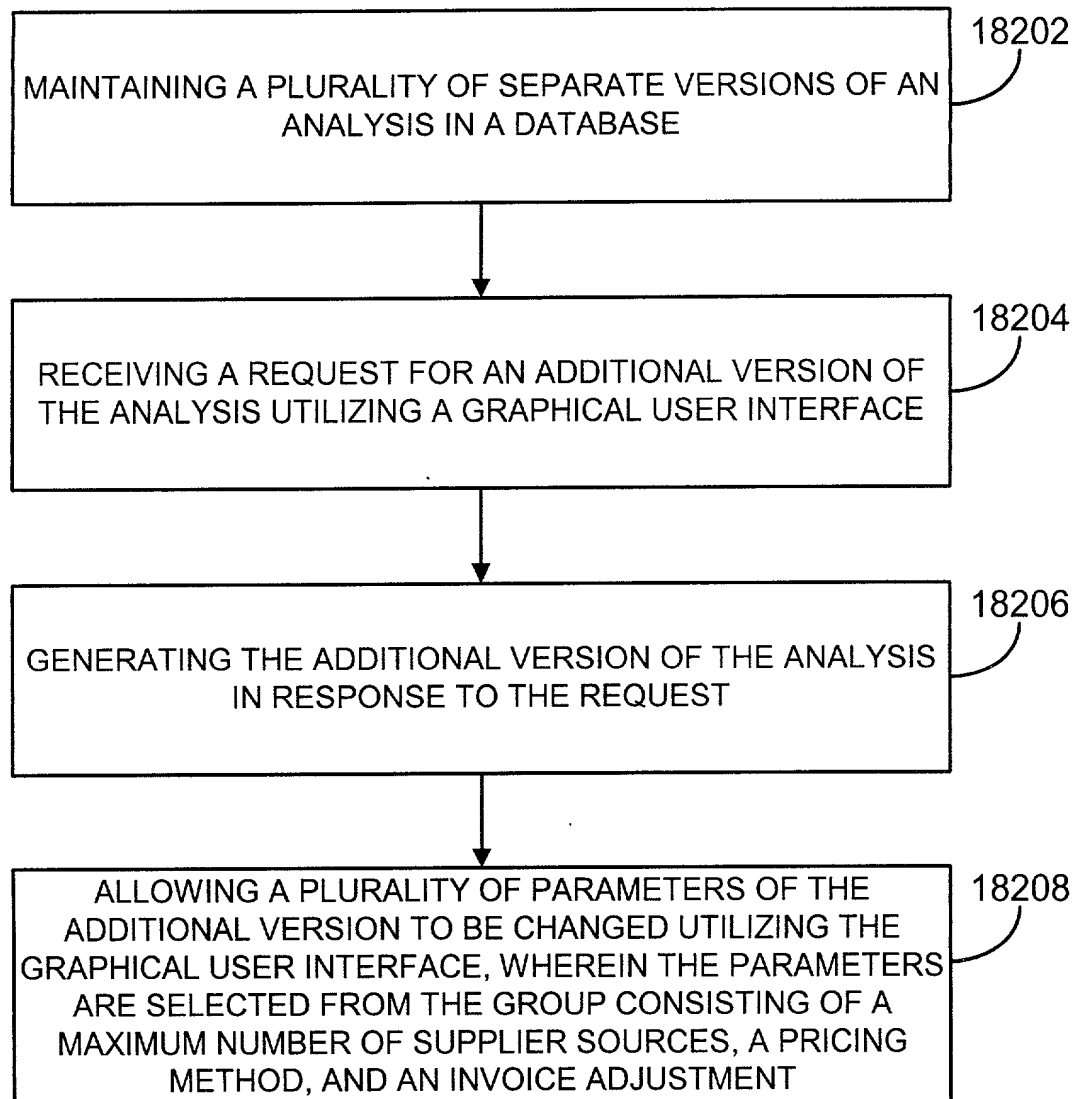 18202
MAINTAINING A PLURALITY OF SEPARATE VERSIONS OF AN
ANALYSIS IN A DATABASE
18204
RECEIVING A REQUEST FOR AN ADDITIONAL VERSION OF
THE ANALYSIS UTILIZING A GRAPHICAL USER INTERFACE
18206
GENERATING THE ADDITIONAL VERSION OF THE ANALYSIS
IN RESPONSE TO THE REQUEST
18208
ALLOWING A PLURALITY OF PARAMETERS OF THE
ADDITIONAL VERSION TO BE CHANGED UTILIZING THE
GRAPHICAL USER INTERFACE, WHEREIN THE PARAMETERS
ARE SELECTED FROM THE GROUP CONSISTING OF A
MAXIMUM NUMBER OF SUPPLIER SOURCES, A PRICING
METHOD, AND AN INVOICE ADJUSTMENT